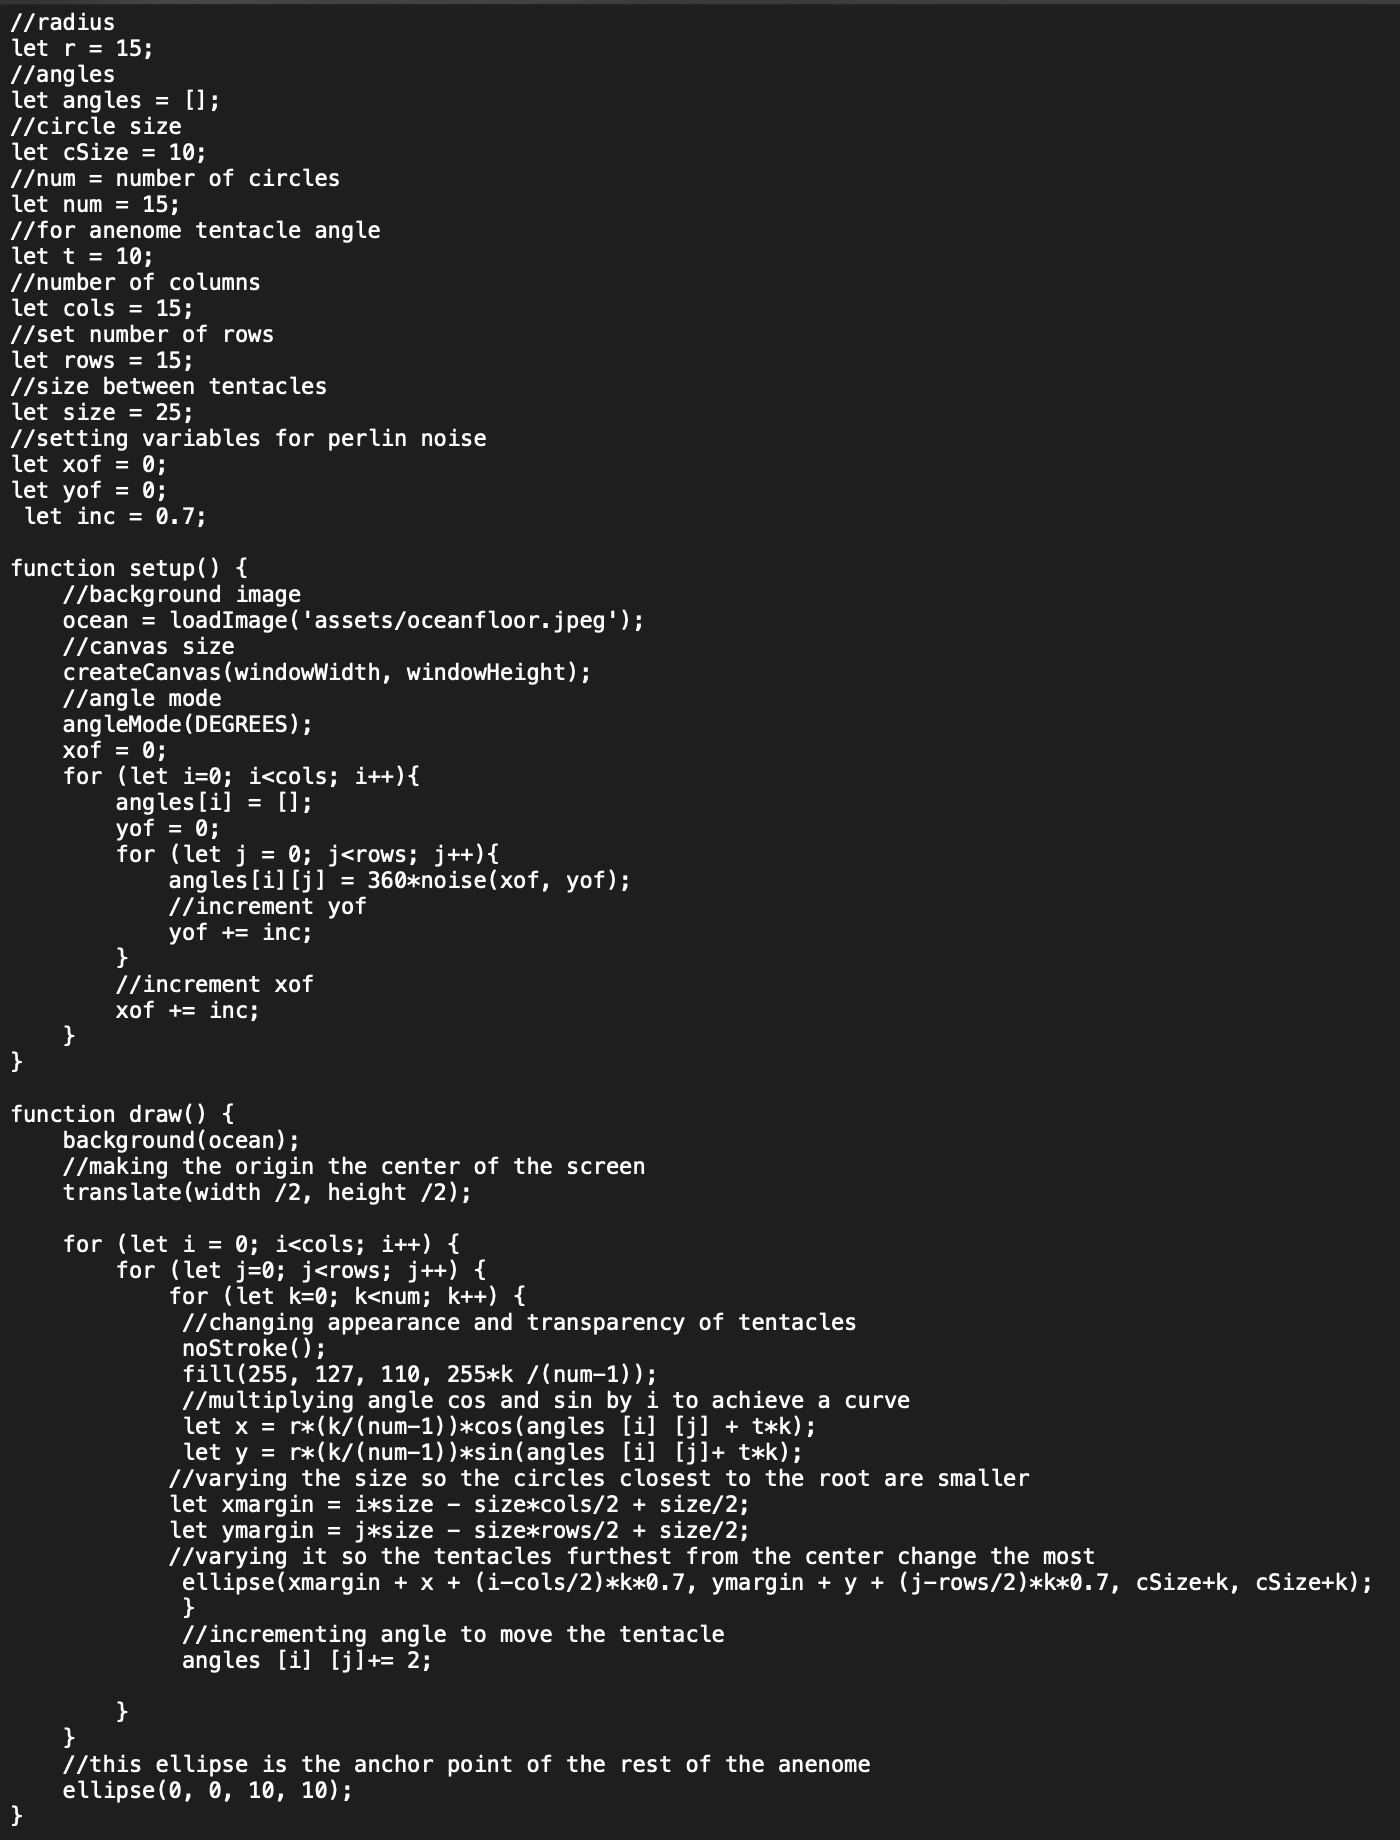 //radius
let r = 15;
//angles
let angles = [];
//circle size
let cSize = 10;
//num = number of circles
let num = 15;
//for anenome tentacle angle
let t = 10;
//number of columns
let cols = 15;
//set number of rows
let rows = 15;
//size between tentacles
let size = 25;
//setting variables for perlin noise
let xof = 0;
let yof = 0;
 let inc = 0.7;

function setup() {
    //background image
    ocean = loadImage('assets/oceanfloor.jpeg');
    //canvas size
    createCanvas(windowWidth, windowHeight);
    //angle mode
    angleMode(DEGREES);
    xof = 0;
    for (let i=0; i<cols; i++){
        angles[i] = [];
        yof = 0;
        for (let j = 0; j<rows; j++){
            angles[i][j] = 360*noise(xof, yof);
            //increment yof
            yof += inc;
        }
        //increment xof
        xof += inc;
    }
}

function draw() {
    background(ocean);
    //making the origin the center of the screen
    translate(width /2, height /2);

    for (let i = 0; i<cols; i++) {
        for (let j=0; j<rows; j++) {
            for (let k=0; k<num; k++) {
             //changing appearance and transparency of tentacles
             noStroke();
             fill(255, 127, 110, 255*k /(num-1));
             //multiplying angle cos and sin by i to achieve a curve
             let x = r*(k/(num-1))*cos(angles [i] [j] + t*k);
             let y = r*(k/(num-1))*sin(angles [i] [j]+ t*k);
            //varying the size so the circles closest to the root are smaller
            let xmargin = i*size - size*cols/2 + size/2;
            let ymargin = j*size - size*rows/2 + size/2;
            //varying it so the tentacles furthest from the center change the most
             ellipse(xmargin + x + (i-cols/2)*k*0.7, ymargin + y + (j-rows/2)*k*0.7, cSize+k, cSize+k);
             }
             //incrementing angle to move the tentacle
             angles [i] [j]+= 2;

        }
    }
    //this ellipse is the anchor point of the rest of the anenome
    ellipse(0, 0, 10, 10);
}